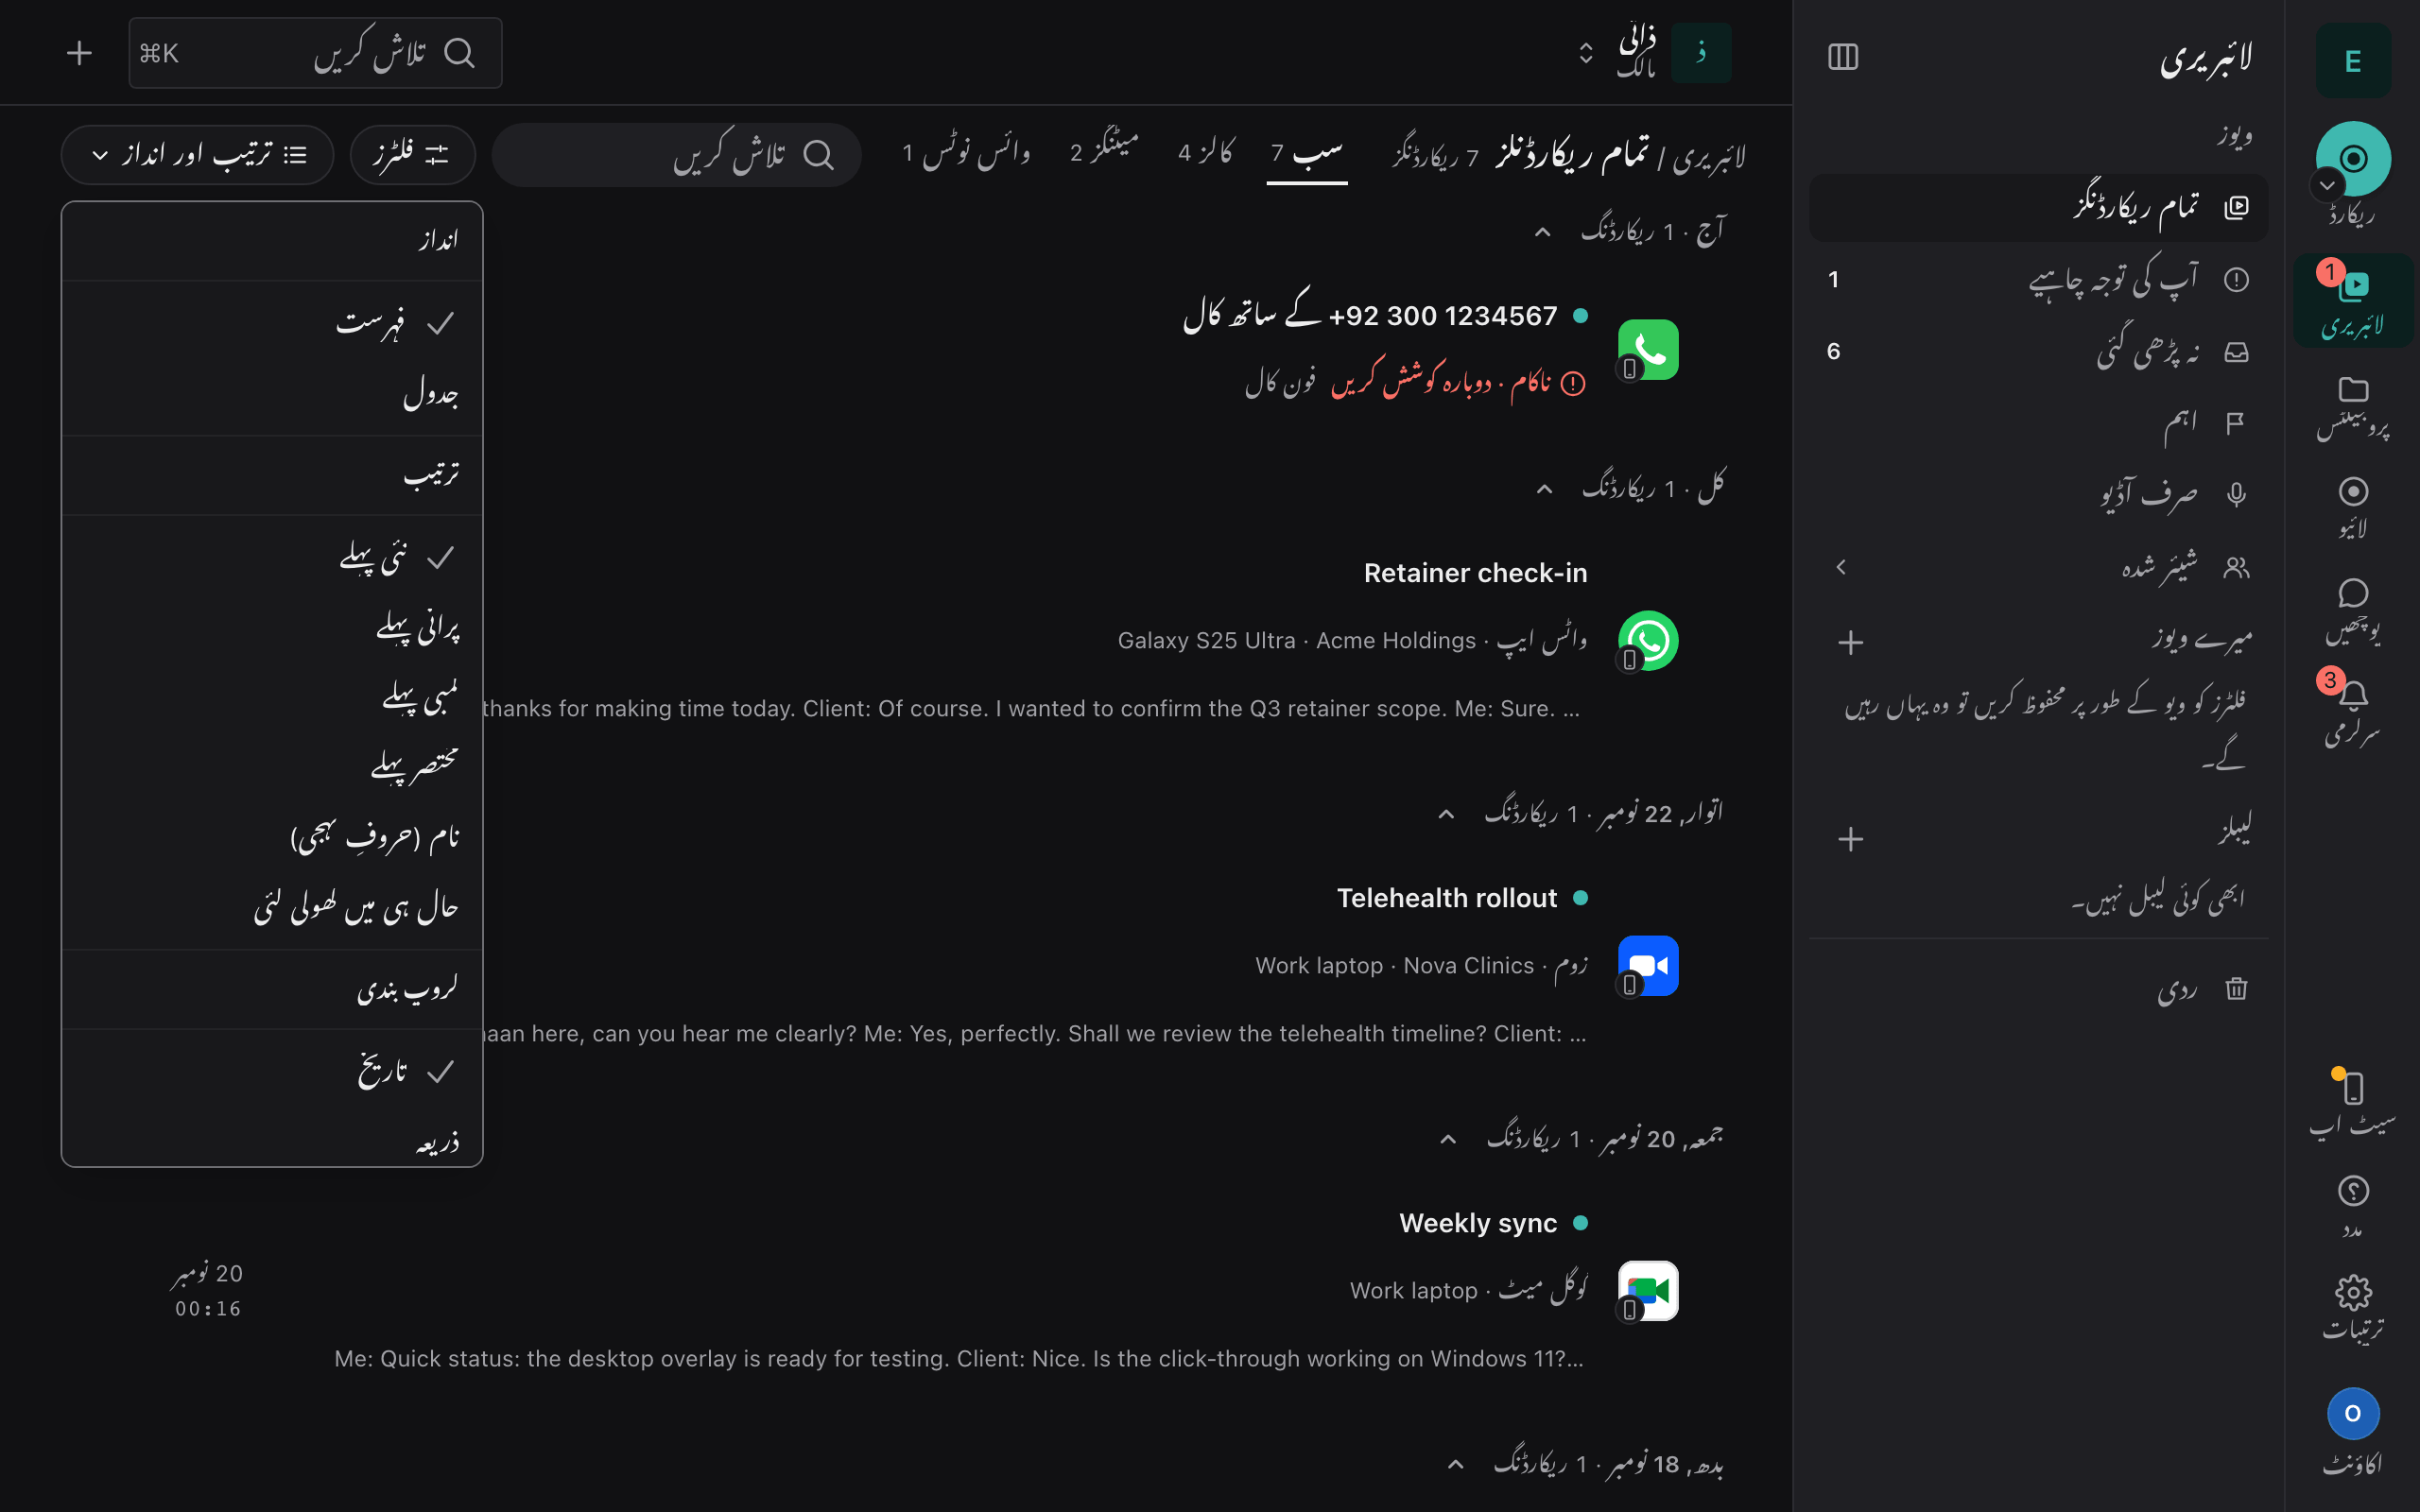 E
ریکارڈ
1
لائبریری
پروجیکٹس
لائیو
پوچھیں
3
سرگرمی
سیٹ اپ
مدد
ترتیبات
O
اکاؤنٹ
لائبریری
ویوز
تمام ریکارڈنگز
آپ کی توجہ چاہیے 1
نہ پڑھی گئی 6
اہم
صرف آڈیو
شیئر شدہ
میرے ویوز
فلٹرز کو ویو کے طور پر محفوظ کریں تو وہ یہاں رہیں
گے۔
لیبلز
ابھی کوئی لیبل نہیں۔
ردی
ذ
ذاتی
مالک
تلاش کریں ⌘K
لائبریری / تمام ریکارڈنگز 7 ریکارڈنگز
سب 7 کالز 4 میٹنگز 2 وائس نوٹس 1
تلاش کریں
فلٹرز
ترتیب اور انداز
آج · 1 ریکارڈنگ
+92 300 1234567 کے ساتھ کال
ناکام · دوبارہ کوشش کریں فون کال
کل · 1 ریکارڈنگ
Retainer check-in
واٹس ایپ · Galaxy S25 Ultra · Acme Holdings
thanks for making time today. Client: Of course. I wanted to confirm the Q3 retainer scope. Me: Sure. ...
اتوار, 22 نومبر · 1 ریکارڈنگ
Telehealth rollout
زوم · Work laptop · Nova Clinics
here, can you hear me clearly? Me: Yes, perfectly. Shall we review the telehealth timeline? Client: ...
جمعہ, 20 نومبر · 1 ریکارڈنگ
Weekly sync
گوگل میٹ · Work laptop
20 نومبر
00:16
Me: Quick status: the desktop overlay is ready for testing. Client: Nice. Is the click-through working on Windows 11?...
بدھ, 18 نومبر · 1 ریکارڈنگ
انداز
فہرست
جدول
ترتیب
نئی پہلے
پرانی پہلے
لمبی پہلے
مختصر پہلے
نام (حروفِ تہجی)
حال ہی میں کھولی گئی
گروپ بندی
تاریخ
ذریعہ